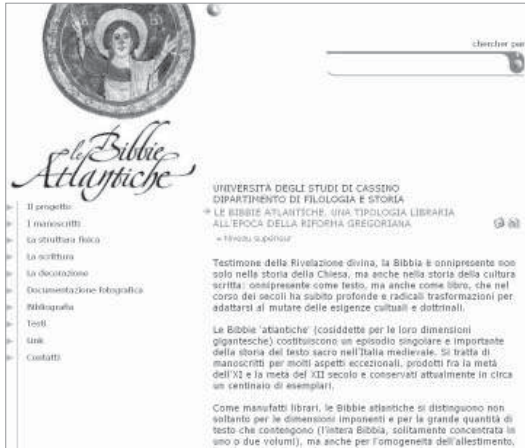 chercher par
le Bibbie
Atlantiche
Il progetto
I manoscritti
La struttura fisica
La scrittura
La decorazione
Documentazione fotografica
Bibliografia
Testi
Link
Contatti
UNIVERSITÀ DEGLI STUDI DI CASSINO
DIPARTIMENTO DI FILOLOGIA E STORIA
LE BIBBIE ATLANTICHE. UNA TIPOLOGIA LIBRARIA
ALL'EPOCA DELLA RIFORMA GREGORIANA
Niveau supérieur
Testimone della Rivelazione divina, la Bibbia è onnipresente non
solo nella storia della Chiesa, ma anche nella storia della cultura
scritta: onnipresente come testo, ma anche come libro, che nel
corso dei secoli ha subito profonde e radicali trasformazioni per
adattarsi al mutare delle esigenze cultuali e dottrinali.
Le Bibbie 'atlantiche' (cosiddette per le loro dimensioni
gigantesche) costituiscono un episodio singolare e importante
della storia del testo sacro nell'Italia medievale. Si tratta di
manoscritti per molti aspetti eccezionali, prodotti fra la metà
dell'XI e la metà del XII secolo e conservati attualmente in circa
un centinaio di esemplari.
Come manufatti librari, le Bibbie atlantiche si distinguono non
soltanto per le dimensioni imponenti e per la grande quantità di
testo che contengono (l'intera Bibbia, solitamente concentrata in
uno o due volumi), ma anche per l'omogeneità dell'allestimento.